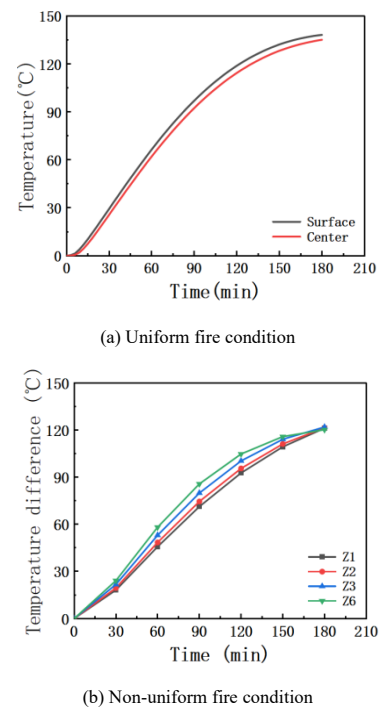 150
120
90
60
30
0
Temperature(℃)
Surface
Center
0 30 60 90 120 150 180 210
Time(min)
(a) Uniform fire condition
150
120
90
60
30
0
Temperature difference (℃)
Z1
Z2
Z3
Z6
0 30 60 90 120 150 180 210
Time (min)
(b) Non-uniform fire condition